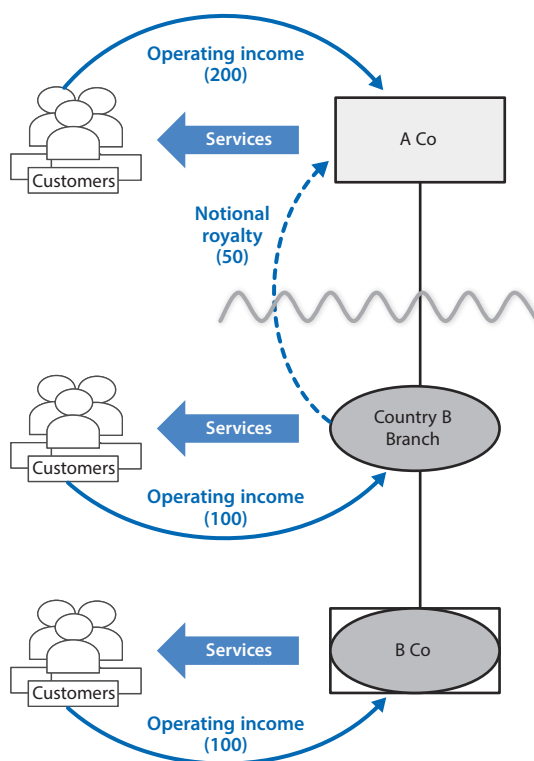 Operating income
(200)
Services
A Co
Customers
Notional
royalty
(50)
Country B
Branch
Services
Customers
Operating income
(100)
B Co
Services
Customers
Operating income
(100)